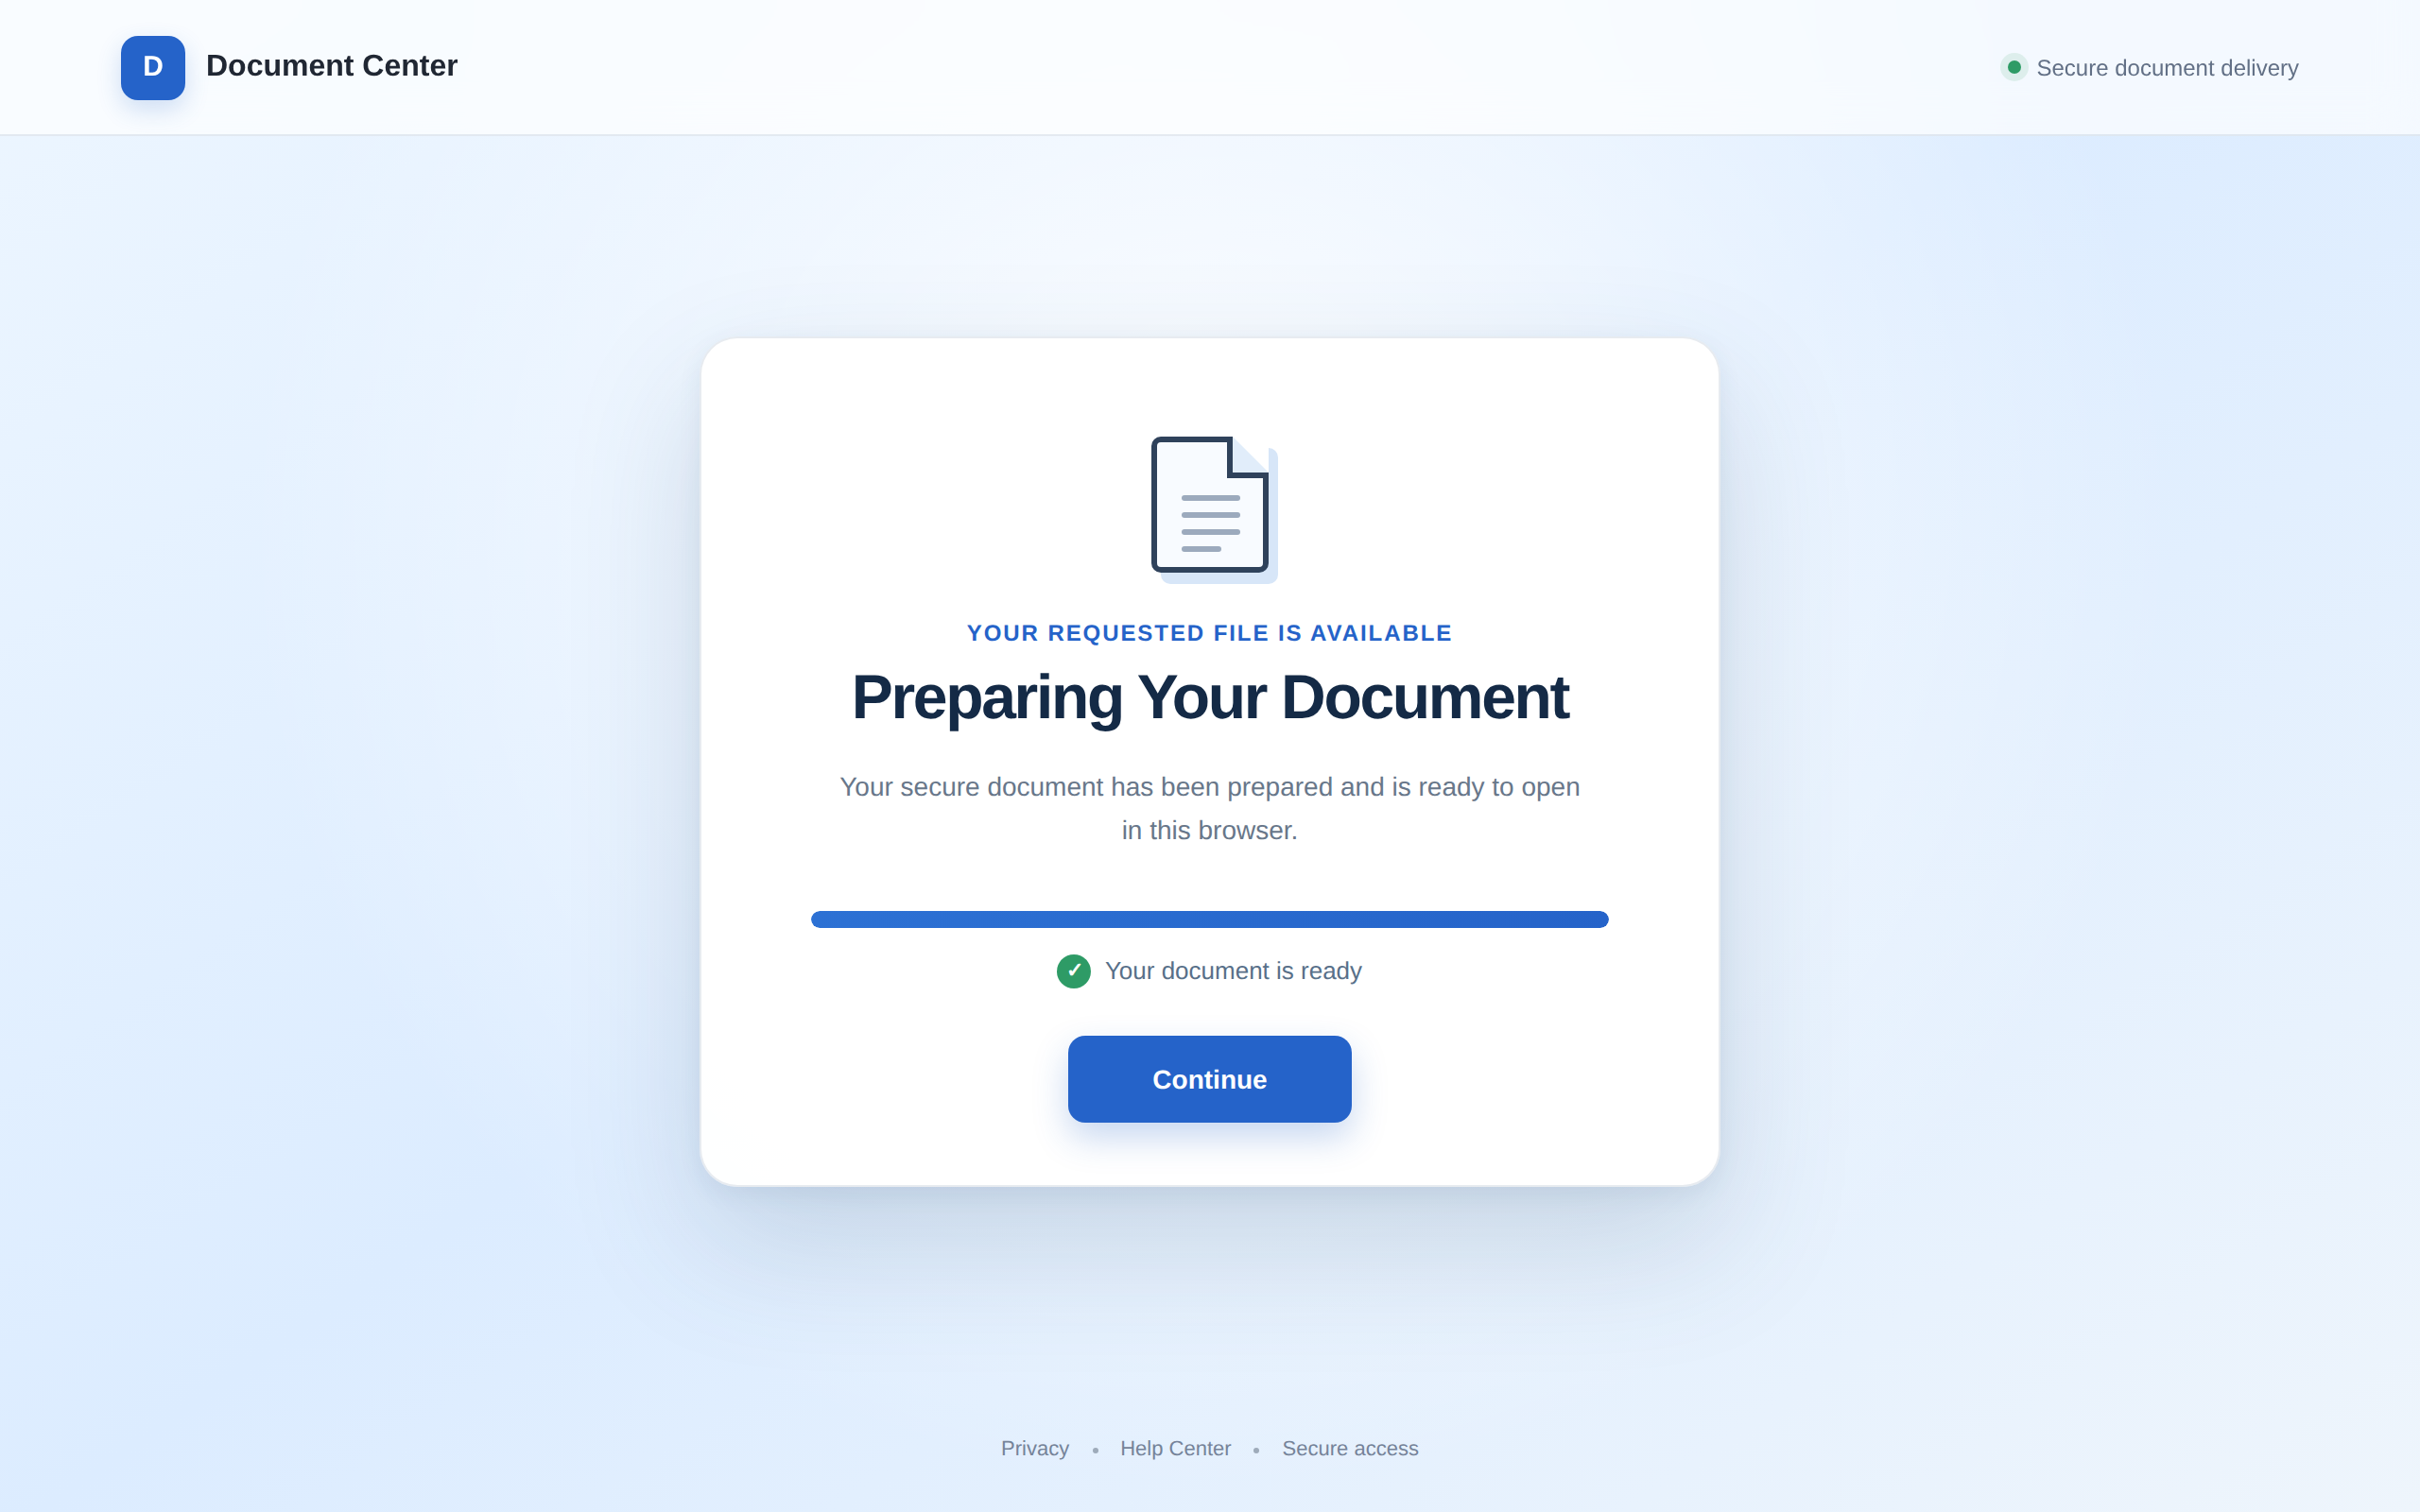 D
Document Center
Secure document delivery
YOUR REQUESTED FILE IS AVAILABLE
Preparing Your Document
Your secure document has been prepared and is ready to open
in this browser.
✓ Your document is ready
Continue
Privacy • Help Center • Secure access